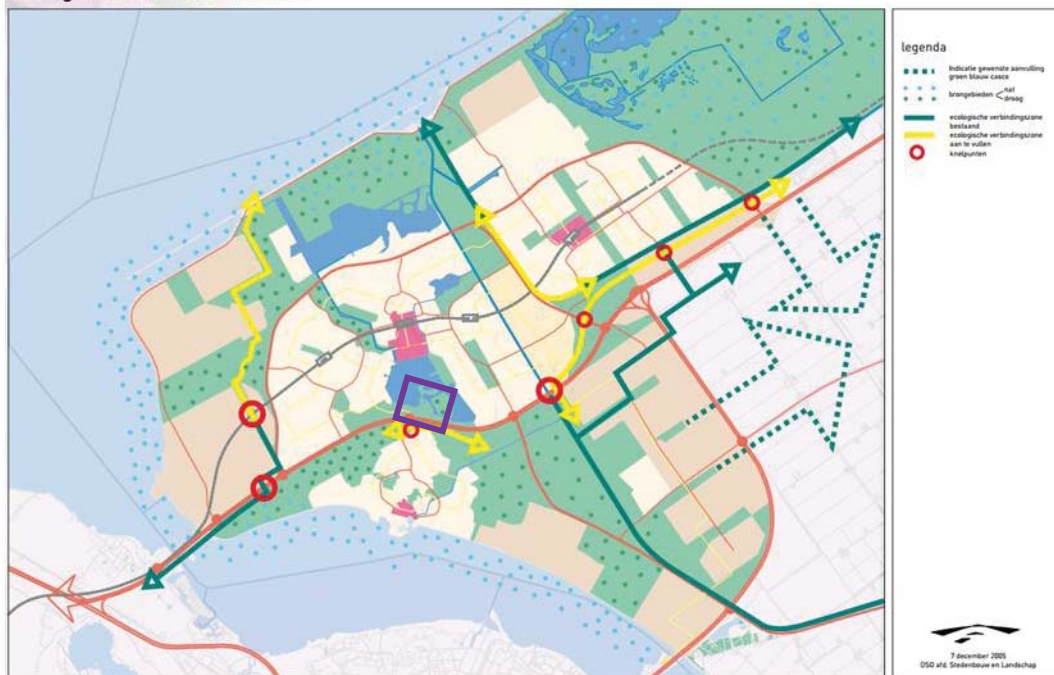 legenda
Indicatie gewenste aanvulling
groen blauw casco
brongebieden
nat
droog
ecologische verbindingszone
bestaand
ecologische verbindingszone
aan te vullen
knelpunten
7 december 2005
DSO afd. Stedenbouw en Landschap